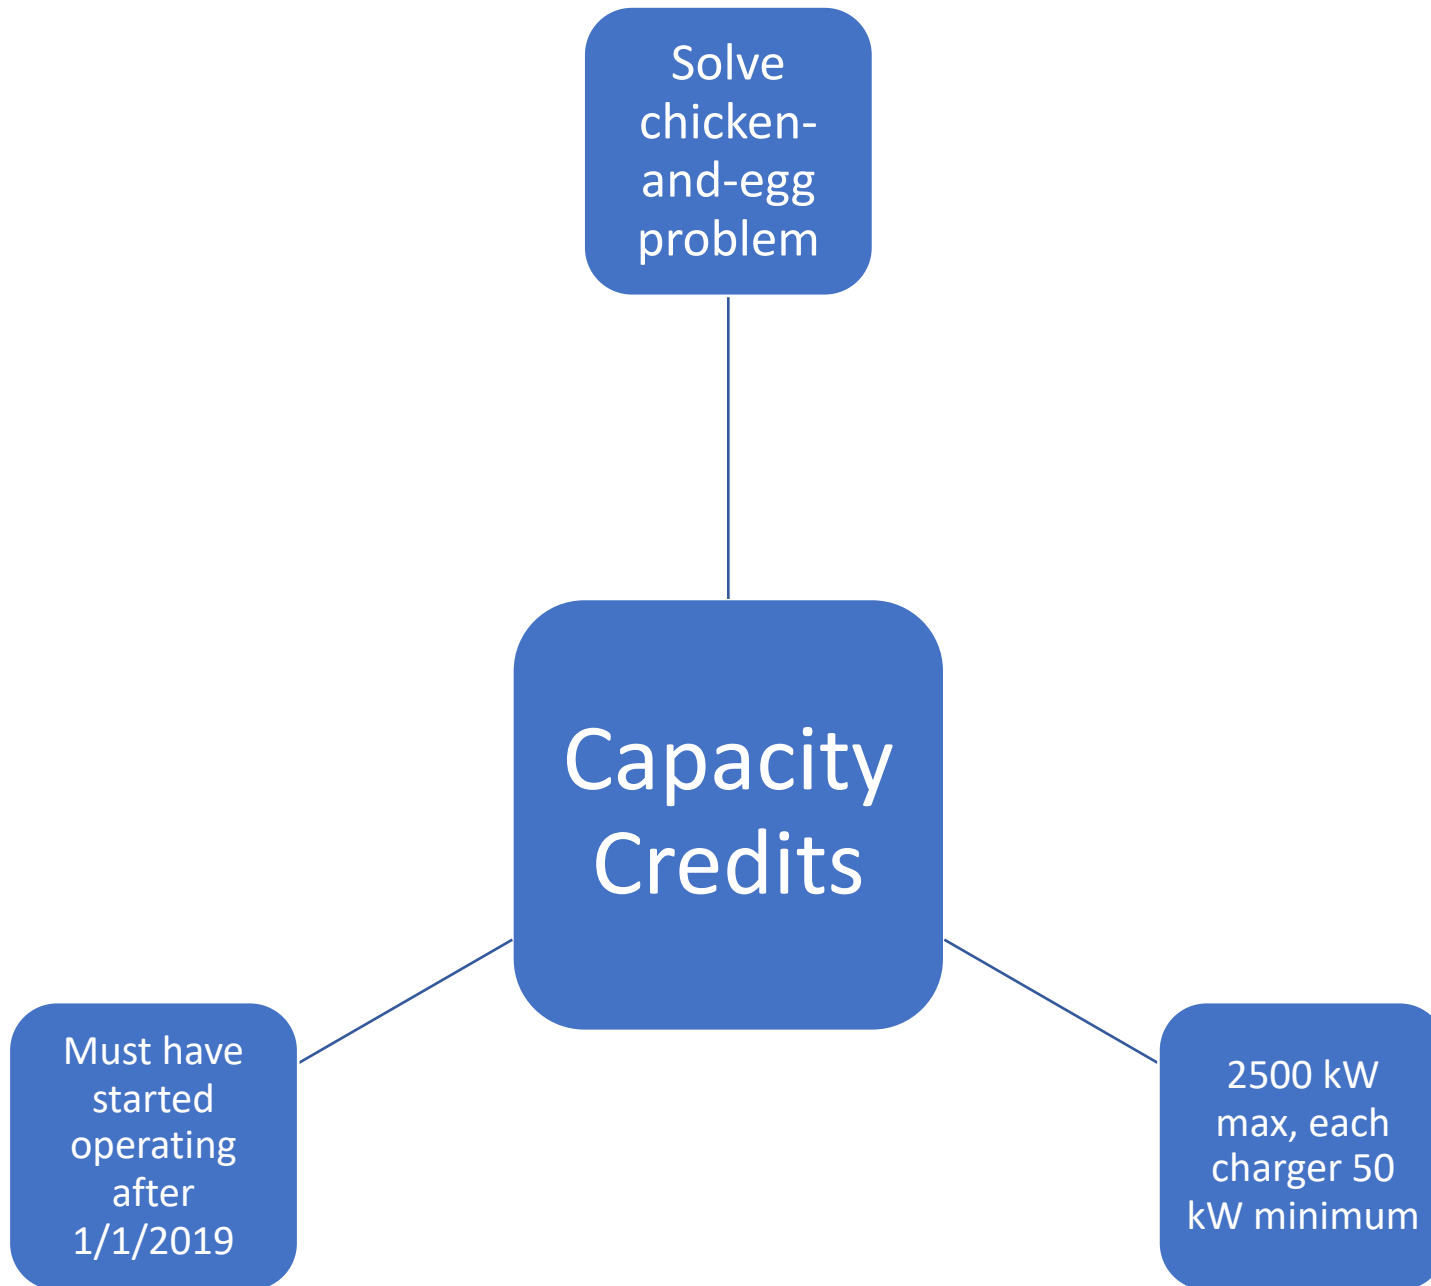 Solve
chicken-
and-egg
problem
Capacity
Credits
Must have
started
operating
after
1/1/2019
2500 kW
max, each
charger 50
kW minimum